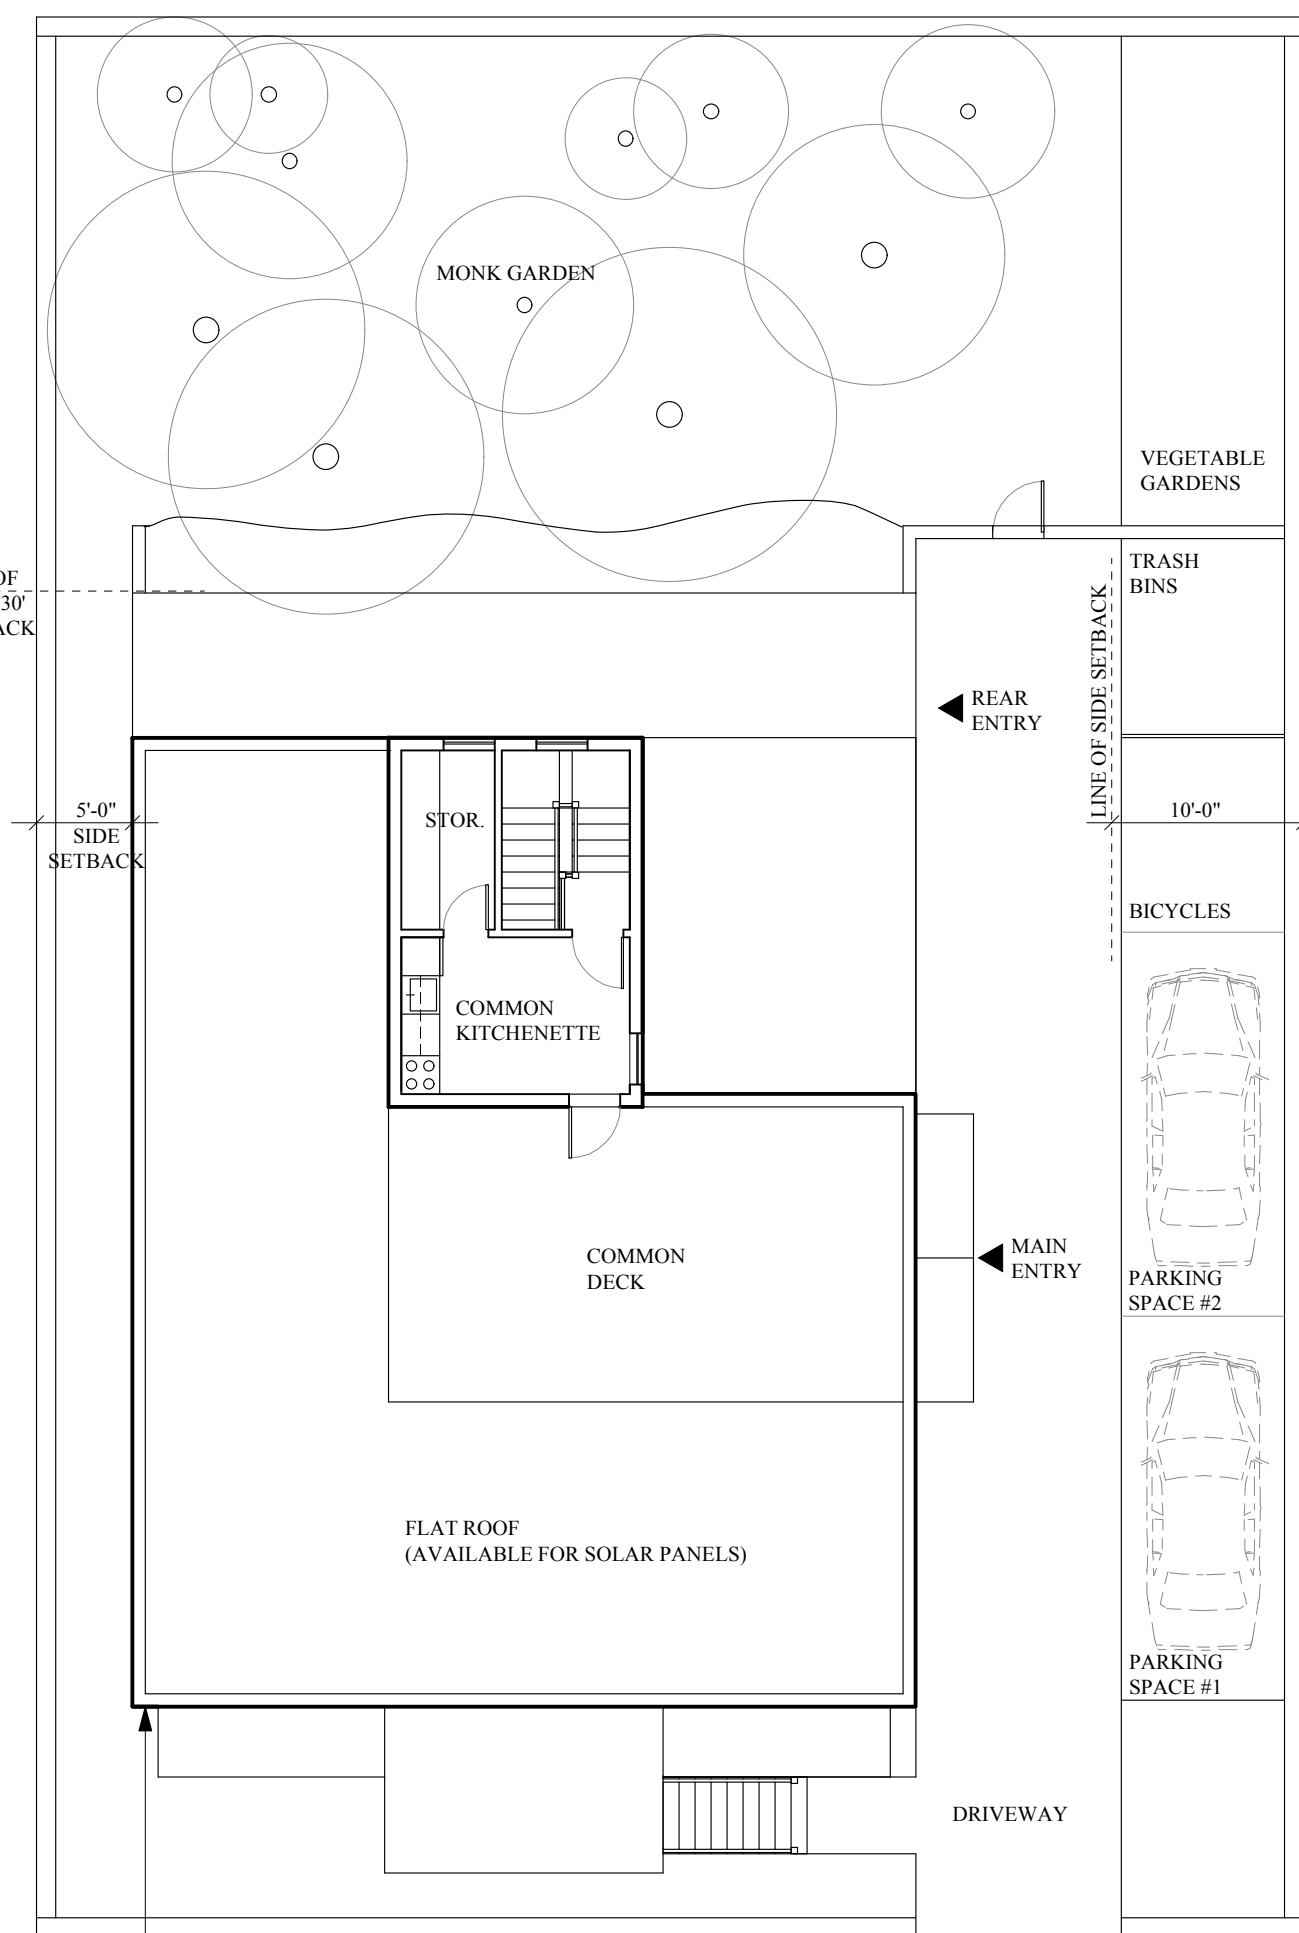 MONK GARDEN
VEGETABLE
GARDENS
TRASH
BINS
OF
30'
LINE OF SIDE SETBACK
REAR
ENTRY
5'-0"
SIDE
SETBACK
10'-0"
STOR.
BICYCLES
COMMON
KITCHENETTE
COMMON
DECK
MAIN
ENTRY
PARKING
SPACE #2
FLAT ROOF
(AVAILABLE FOR SOLAR PANELS)
PARKING
SPACE #1
DRIVEWAY